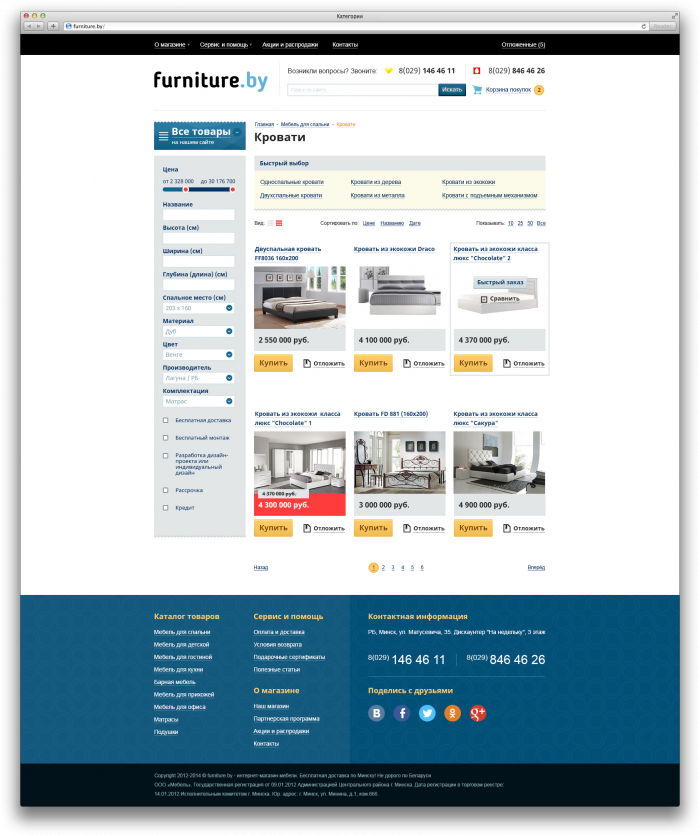 Категории
furniture.by/
Reader
О магазине
Сервис и помощь
Акции и распродажи
Контакты
Отложенные (5)
furniture.by
Возникли вопросы? Звоните:
8(029) 146 46 11
8(029) 846 46 26
Искать
Корзина покупок
2
Все товары
на нашем сайте
Главная
Мебель для спальни
Кровати
Кровати
Быстрый выбор
Односпальные кровати
Кровати из дерева
Кровати из экокожи
Двухспальные кровати
Кровати из металла
Кровати с подъемным механизмом
Вид:
Сортировать по:
Цене
Названию
Дате
Показывать:
10
25
50
Все
Цена
от 2 328 000
до 30 176 700
Название
Высота (см)
Ширина (см)
Глубина (длина) (см)
Спальное место (см)
203 х 160
Материал
Дуб
Цвет
Венге
Производитель
Лагуна / РБ
Комплектация
Матрас
Бесплатная доставка
Бесплатный монтаж
Разработка дизайн-
проекта или
индивидуальный
дизайн
Рассрочка
Кредит
Двуспальная кровать
FF8036 160x200
2 550 000 руб.
Купить
Отложить
Кровать из экокожи Draco
4 100 000 руб.
Купить
Отложить
Кровать из экокожи класса
люкс "Chocolate" 2
Быстрый заказ
Сравнить
4 370 000 руб.
Купить
Отложить
Кровать из экокожи класса
люкс "Chocolate" 1
4 370 000 руб.
4 300 000 руб.
Купить
Отложить
Кровать FD 881 (160x200)
3 000 000 руб.
Купить
Отложить
Кровать из экокожи класса
люкс "Сакура"
4 900 000 руб.
Купить
Отложить
Назад
1 2 3 4 5 6
Вперёд
Каталог товаров
Мебель для спальни
Мебель для детской
Мебель для гостиной
Мебель для кухни
Барная мебель
Мебель для прихожей
Мебель для офиса
Матрасы
Подушки
Сервис и помощь
Оплата и доставка
Условия возврата
Подарочные сертификаты
Полезные статьи
О магазине
Наш магазин
Партнерская программа
Акции и распродажи
Контакты
Контактная информация
РБ, Минск, ул. Матусевича, 35. Дискаунтер "На недельку", 3 этаж
8(029) 146 46 11
8(029) 846 46 26
Поделись с друзьями
Copyright 2012-2014 © furniture.by - интернет-магазин мебели. Бесплатная доставка по Минску! Не дорого по Беларуси
ООО «Мебель». Государственная регистрация от 09.01.2012 Администрацией Центрального района г. Минска. Дата регистрации в торговом реестре:
14.01.2012 Исполнительным комитетом г. Минска. Юр. адрес: г. Минск, ул. Минина, д.1, ком.666.